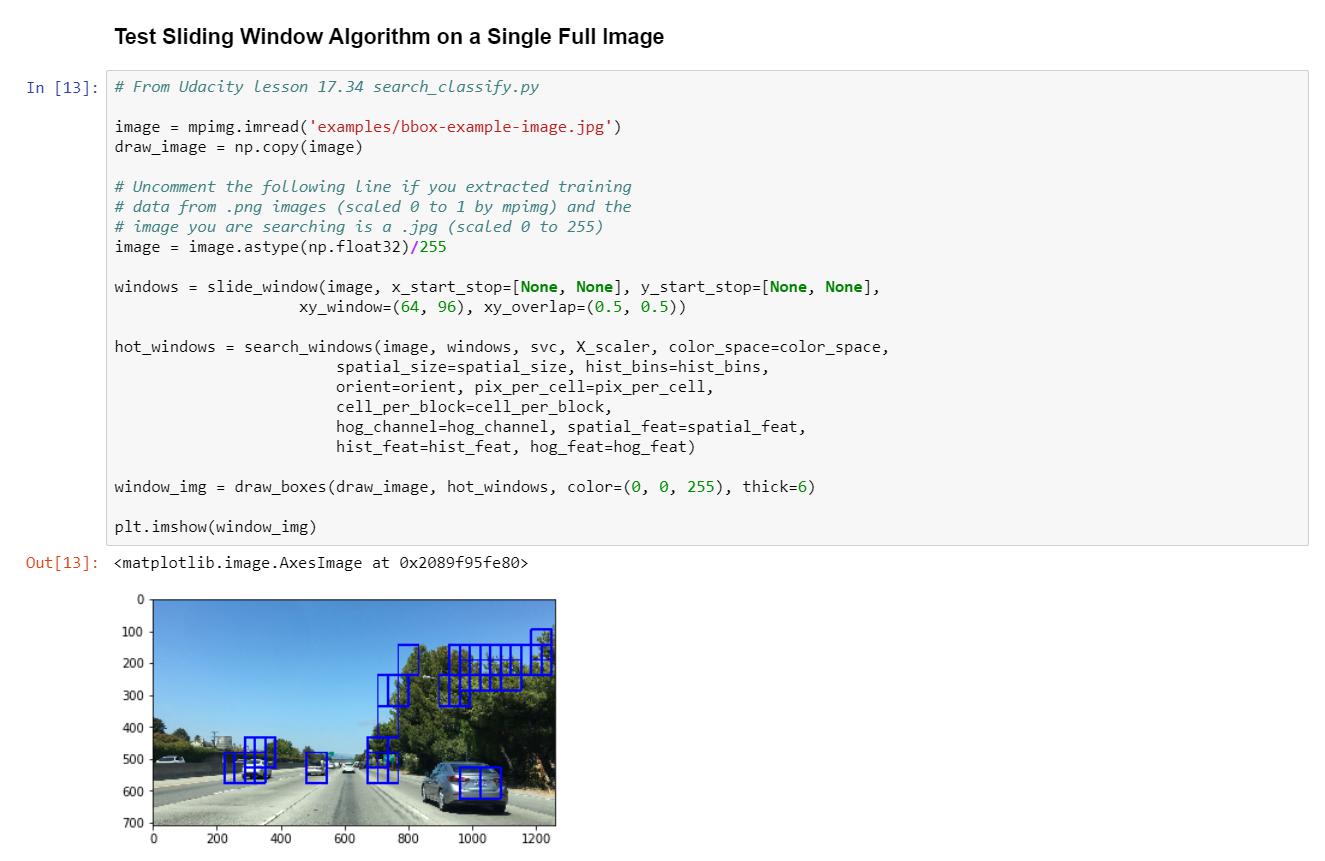 Test Sliding Window Algorithm on a Single Full Image
In [13]:
# From Udacity lesson 17.34 search_classify.py
image = mpimg.imread('examples/bbox-example-image.jpg')
draw_image = np.copy(image)
# Uncomment the following line if you extracted training
# data from .png images (scaled 0 to 1 by mpimg) and the
# image you are searching is a .jpg (scaled 0 to 255)
image = image.astype(np.float32)/255
windows = slide_window(image, x_start_stop=[None, None], y_start_stop=[None, None],
xy_window=(64, 96), xy_overlap=(0.5, 0.5))
hot_windows = search_windows(image, windows, svc, X_scaler, color_space=color_space,
spatial_size=spatial_size, hist_bins=hist_bins,
orient=orient, pix_per_cell=pix_per_cell,
cell_per_block=cell_per_block,
hog_channel=hog_channel, spatial_feat=spatial_feat,
hist_feat=hist_feat, hog_feat=hog_feat)
window_img = draw_boxes(draw_image, hot_windows, color=(0, 0, 255), thick=6)
plt.imshow(window_img)
Out[13]: <matplotlib.image.AxesImage at 0x2089f95fe80>
0
100
200
300
400
500
600
700
0 200 400 600 800 1000 1200